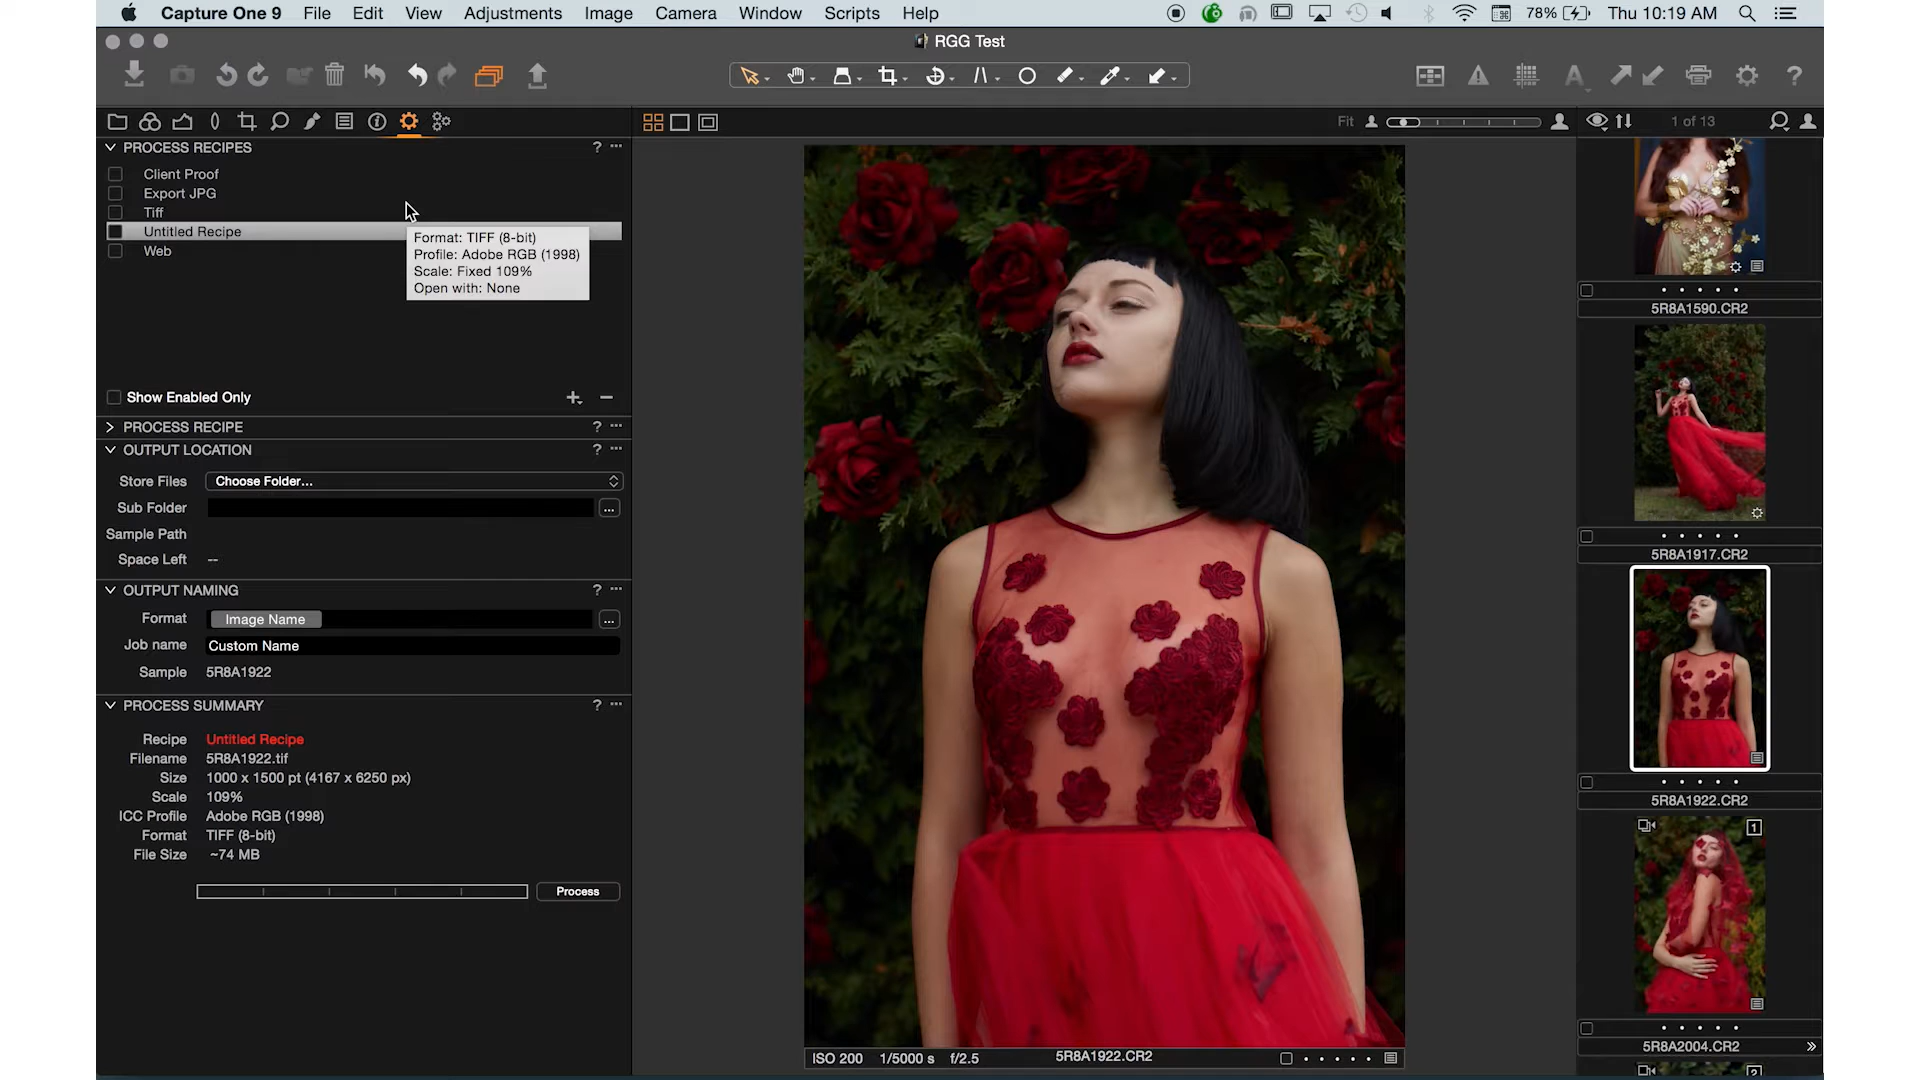 Capture One 9 File Edit View Adjustments Image Camera Window Scripts Help 78% Thu 10:19 AM
RGG Test
Fit 1 of 13
PROCESS RECIPES ? ...
Client Proof
Export JPG
Tiff
Untitled Recipe
Web
Format: TIFF (8-bit)
Profile: Adobe RGB (1998)
Scale: Fixed 109%
Open with: None
Show Enabled Only + −
PROCESS RECIPE ? ...
OUTPUT LOCATION ? ...
Store Files Choose Folder...
Sub Folder ...
Sample Path
Space Left --
OUTPUT NAMING ? ...
Format Image Name ...
Job name Custom Name
Sample 5R8A1922
PROCESS SUMMARY ? ...
Recipe Untitled Recipe
Filename 5R8A1922.tif
Size 1000 x 1500 pt (4167 x 6250 px)
Scale 109%
ICC Profile Adobe RGB (1998)
Format TIFF (8-bit)
File Size ~74 MB
Process
ISO 200 1/5000 s f/2.5 5R8A1922.CR2
5R8A1590.CR2
5R8A1917.CR2
5R8A1922.CR2
1
5R8A2004.CR2
2